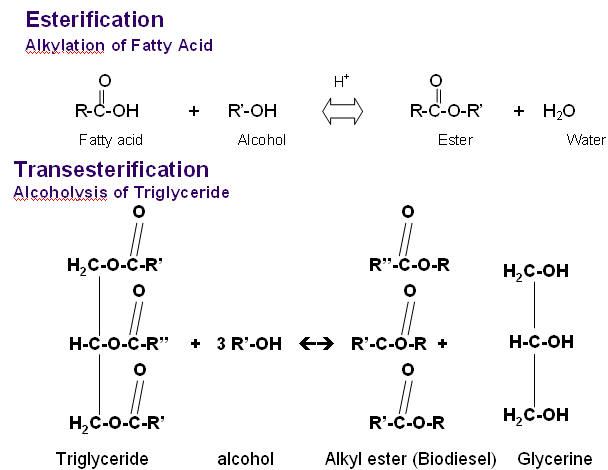 Esterification
Alkylation of Fatty Acid
O
R-C-OH + R'-OH H⁺ R-C-O-R' + H₂O
Fatty acid Alcohol Ester Water
Transesterification
Alcoholysis of Triglyceride
O O
H₂C-O-C-R' R''-C-O-R H₂C-OH
O O
H-C-O-C-R'' + 3 R'-OH ↔ R'-C-O-R + H-C-OH
O O
H₂C-O-C-R' R'-C-O-R H₂C-OH
Triglyceride alcohol Alkyl ester (Biodiesel) Glycerine